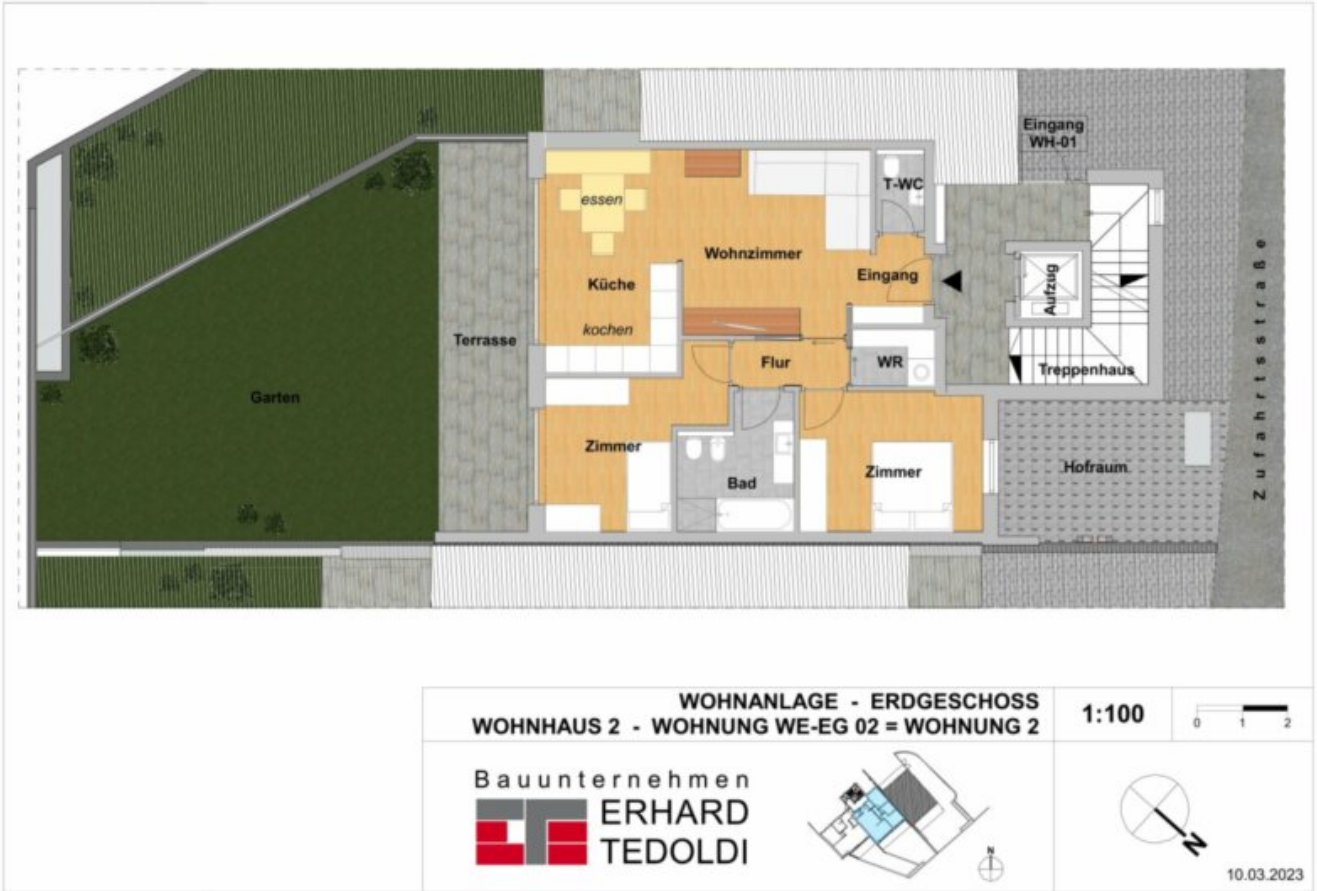 Eingang
WH-01
T-WC
essen
Wohnzimmer
Eingang
Küche
Aufzug
kochen
Terrasse
Flur
WR
Treppenhaus
Garten
Zimmer
Zimmer
Hofraum
Bad
Zufahrtsstraße
WOHNANLAGE - ERDGESCHOSS
WOHNHAUS 2 - WOHNUNG WE-EG 02 = WOHNUNG 2
1:100
0 1 2
Bauunternehmen
ERHARD
TEDOLDI
N
N
10.03.2023